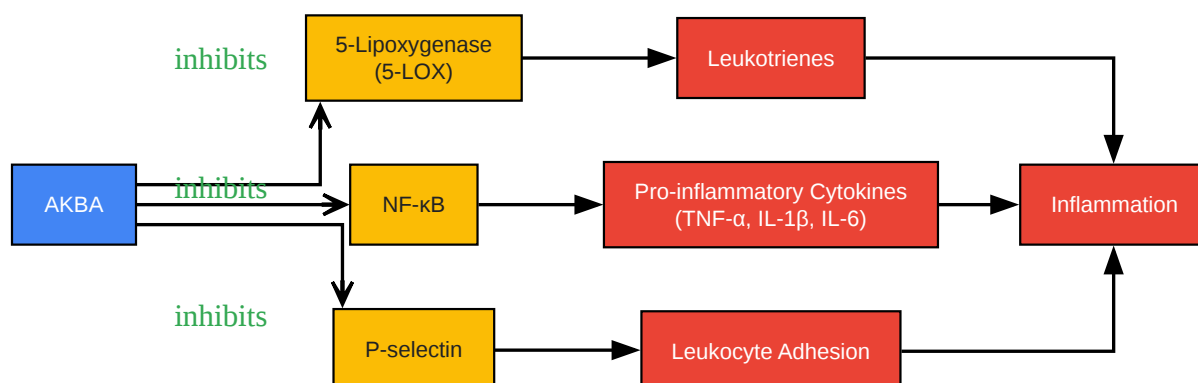 inhibits
5-Lipoxygenase
(5-LOX)
Leukotrienes
AKBA
inhibits
NF-κB
Pro-inflammatory Cytokines
(TNF-α, IL-1β, IL-6)
Inflammation
inhibits
P-selectin
Leukocyte Adhesion